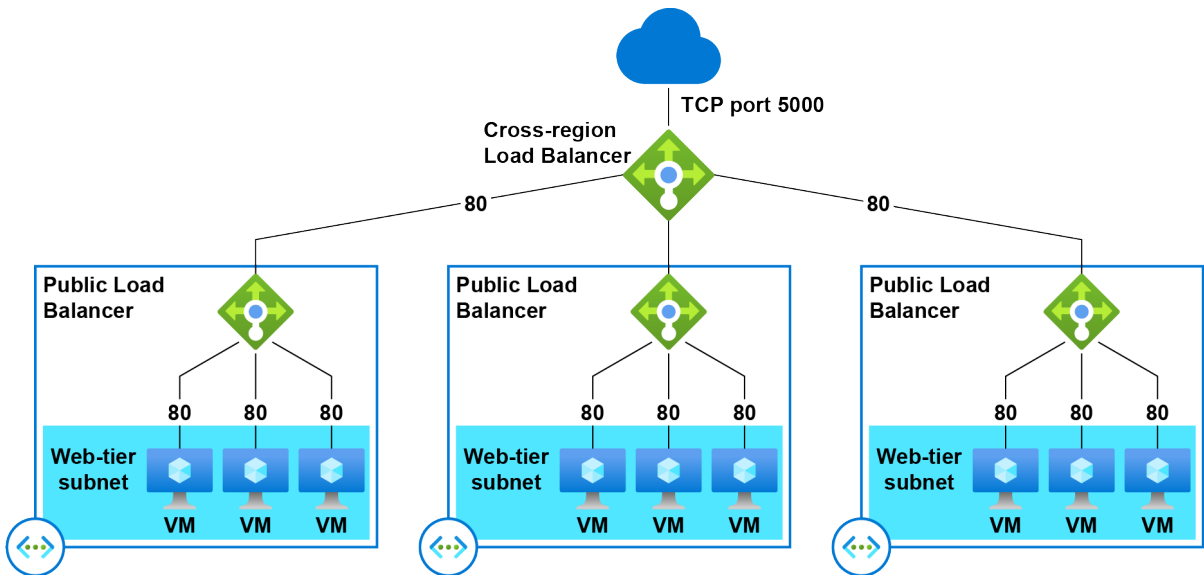 TCP port 5000
Cross-region
Load Balancer
80
80
Public Load
Balancer
80
80
80
Web-tier
subnet
VM
VM
VM
Public Load
Balancer
80
80
80
Web-tier
subnet
VM
VM
VM
Public Load
Balancer
80
80
80
Web-tier
subnet
VM
VM
VM